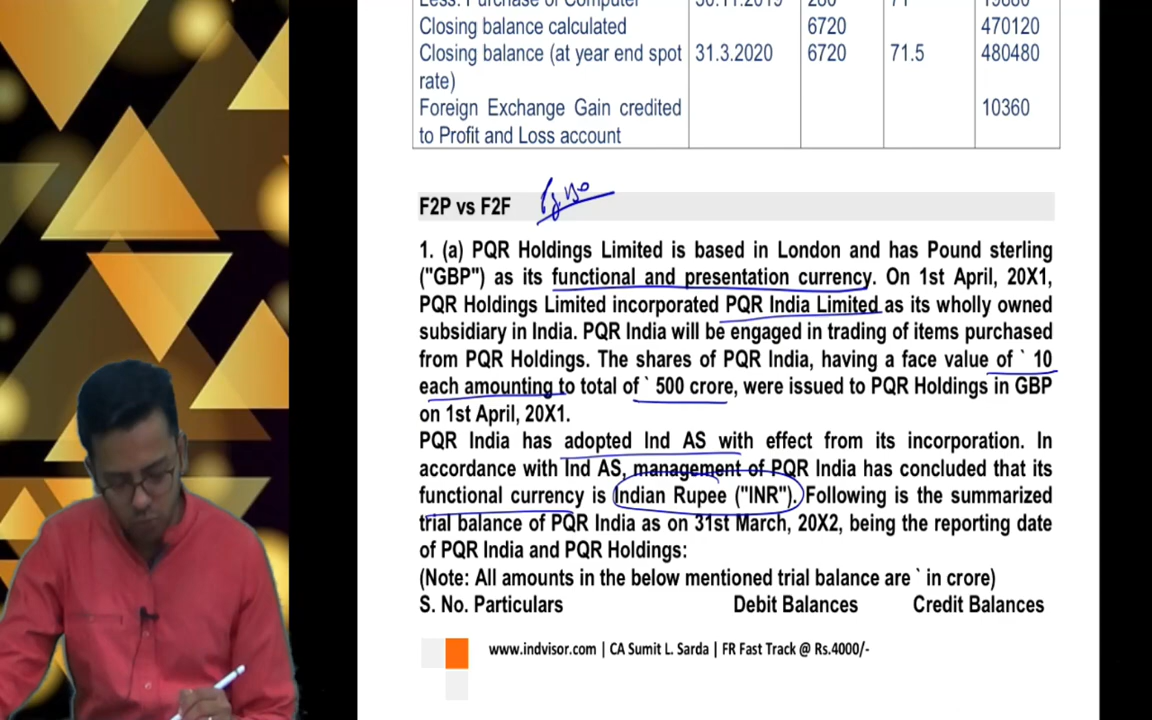 Closing balance calculated 6720 470120
Closing balance (at year end spot 31.3.2020 6720 71.5 480480
rate)
Foreign Exchange Gain credited 10360
to Profit and Loss account
F2P vs F2F
1. (a) PQR Holdings Limited is based in London and has Pound sterling
("GBP") as its functional and presentation currency. On 1st April, 20X1,
PQR Holdings Limited incorporated PQR India Limited as its wholly owned
subsidiary in India. PQR India will be engaged in trading of items purchased
from PQR Holdings. The shares of PQR India, having a face value of ` 10
each amounting to total of ` 500 crore, were issued to PQR Holdings in GBP
on 1st April, 20X1.
PQR India has adopted Ind AS with effect from its incorporation. In
accordance with Ind AS, management of PQR India has concluded that its
functional currency is Indian Rupee ("INR"). Following is the summarized
trial balance of PQR India as on 31st March, 20X2, being the reporting date
of PQR India and PQR Holdings:
(Note: All amounts in the below mentioned trial balance are ` in crore)
S. No. Particulars Debit Balances Credit Balances
www.indvisor.com | CA Sumit L. Sarda | FR Fast Track @ Rs.4000/-